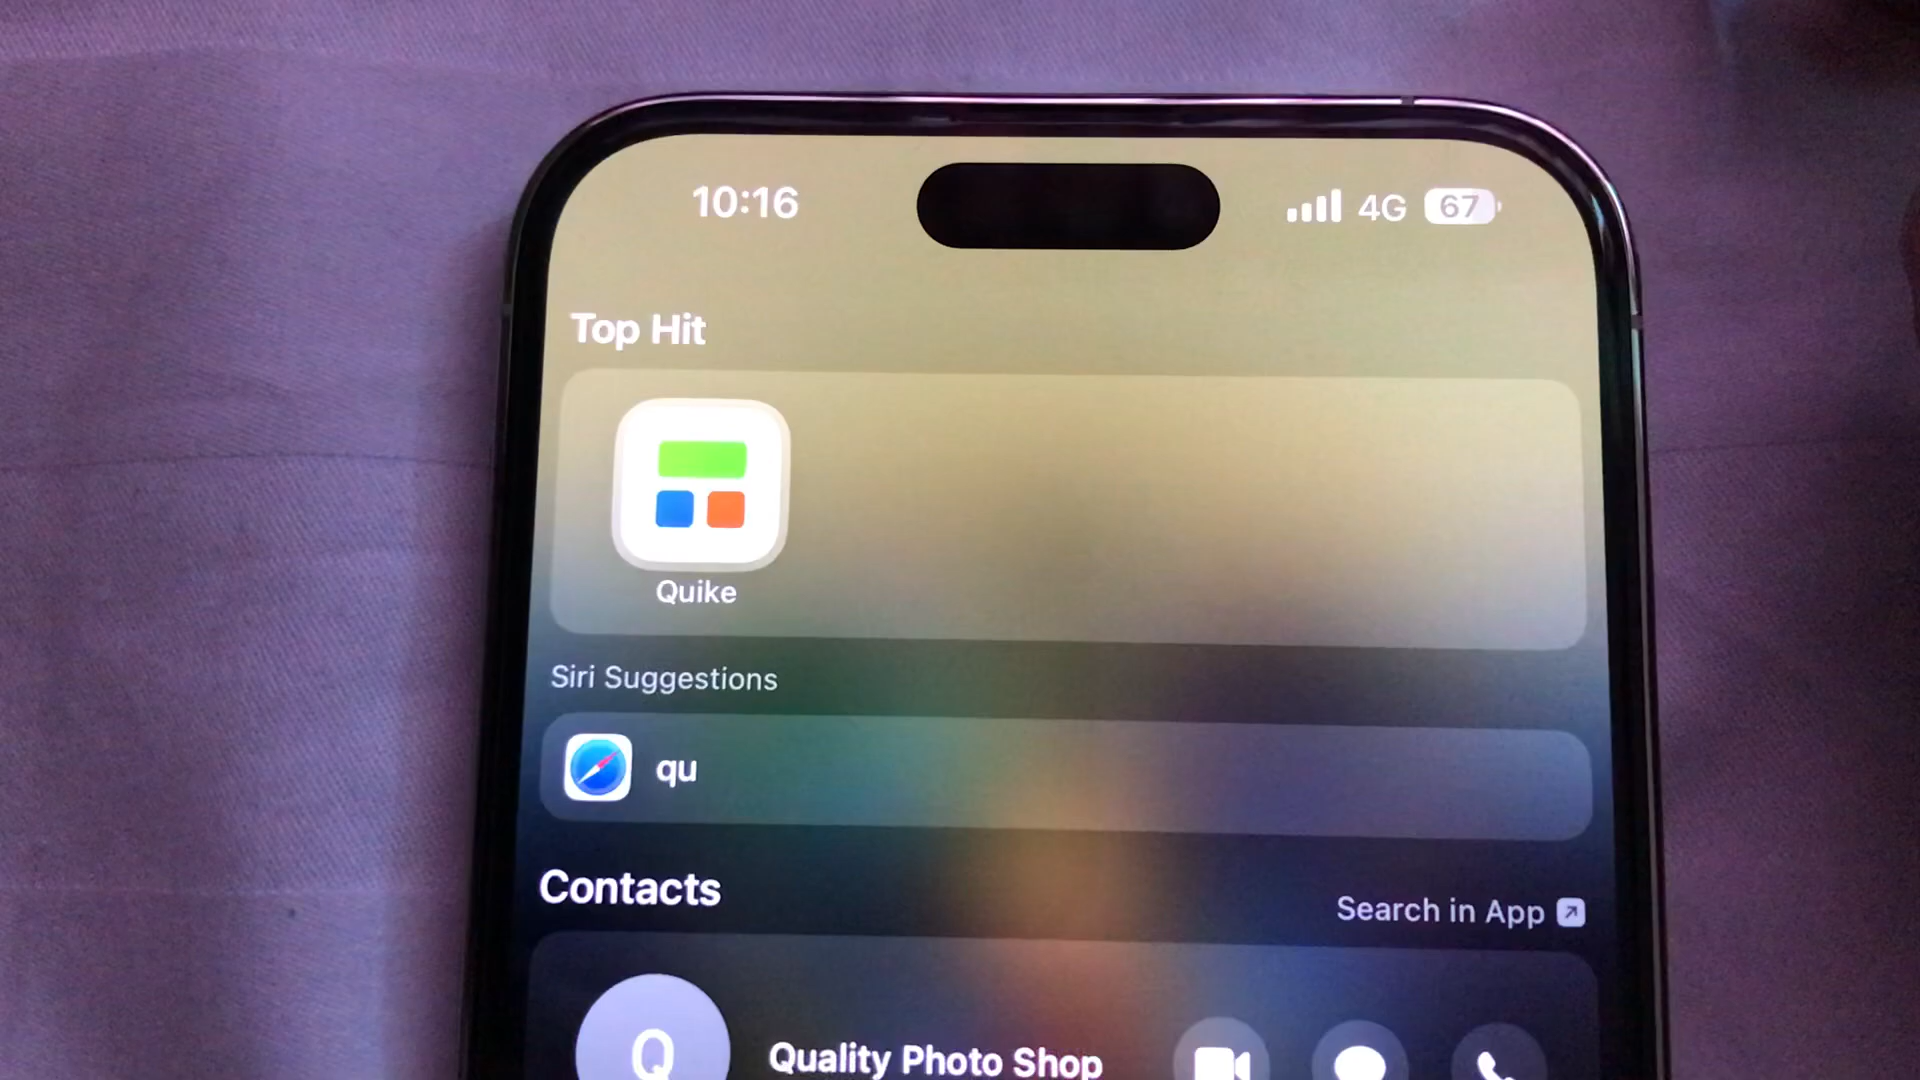 10:16
4G 67
Top Hit
Quike
Siri Suggestions
qu
Contacts
Search in App
Q
Quality Photo Shop